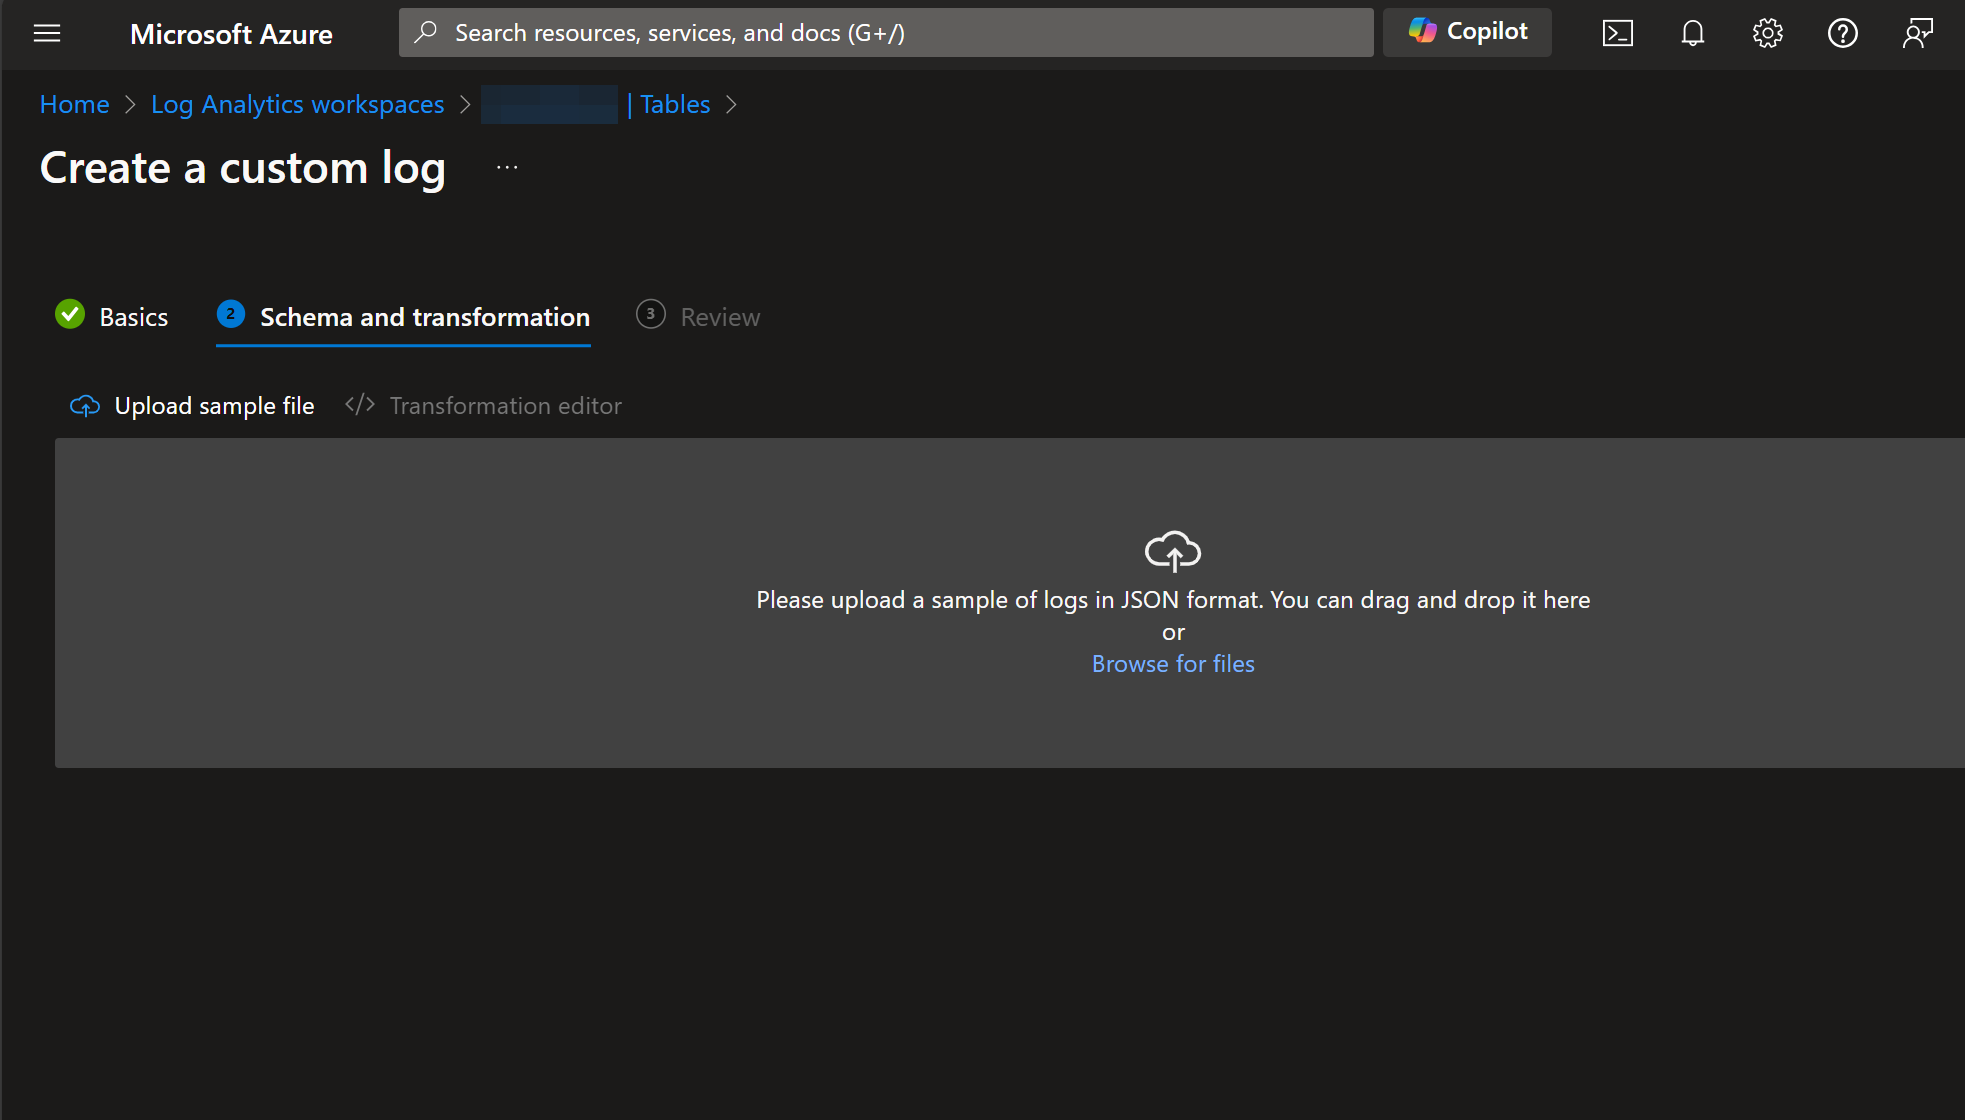 Microsoft Azure
Search resources, services, and docs (G+/)
Copilot
Home > Log Analytics workspaces > | Tables >
Create a custom log ...
Basics 2 Schema and transformation 3 Review
Upload sample file </> Transformation editor
Please upload a sample of logs in JSON format. You can drag and drop it here
or
Browse for files